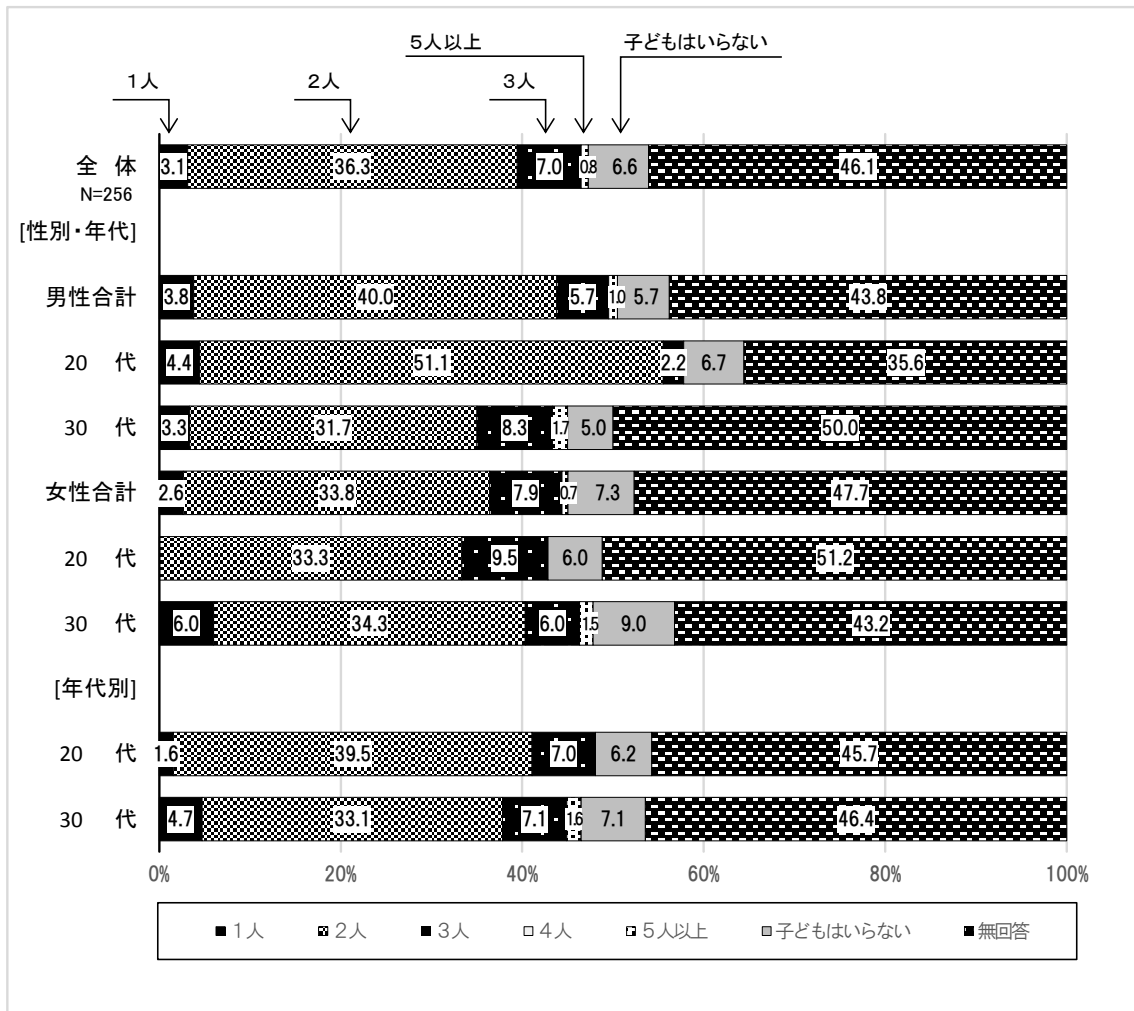 5人以上 子どもはいらない
1人 2人 3人
全 体 3.1 36.3 7.0 0.8 6.6 46.1
N=256
[性別・年代]
男性合計 3.8 40.0 5.7 1.0 5.7 43.8
20 代 4.4 51.1 2.2 6.7 35.6
30 代 3.3 31.7 8.3 1.7 5.0 50.0
女性合計 2.6 33.8 7.9 0.7 7.3 47.7
20 代 33.3 9.5 6.0 51.2
30 代 6.0 34.3 6.0 1.5 9.0 43.2
[年代別]
20 代 1.6 39.5 7.0 6.2 45.7
30 代 4.7 33.1 7.1 1.6 7.1 46.4
0% 20% 40% 60% 80% 100%
1人 2人 3人 4人 5人以上 子どもはいらない 無回答